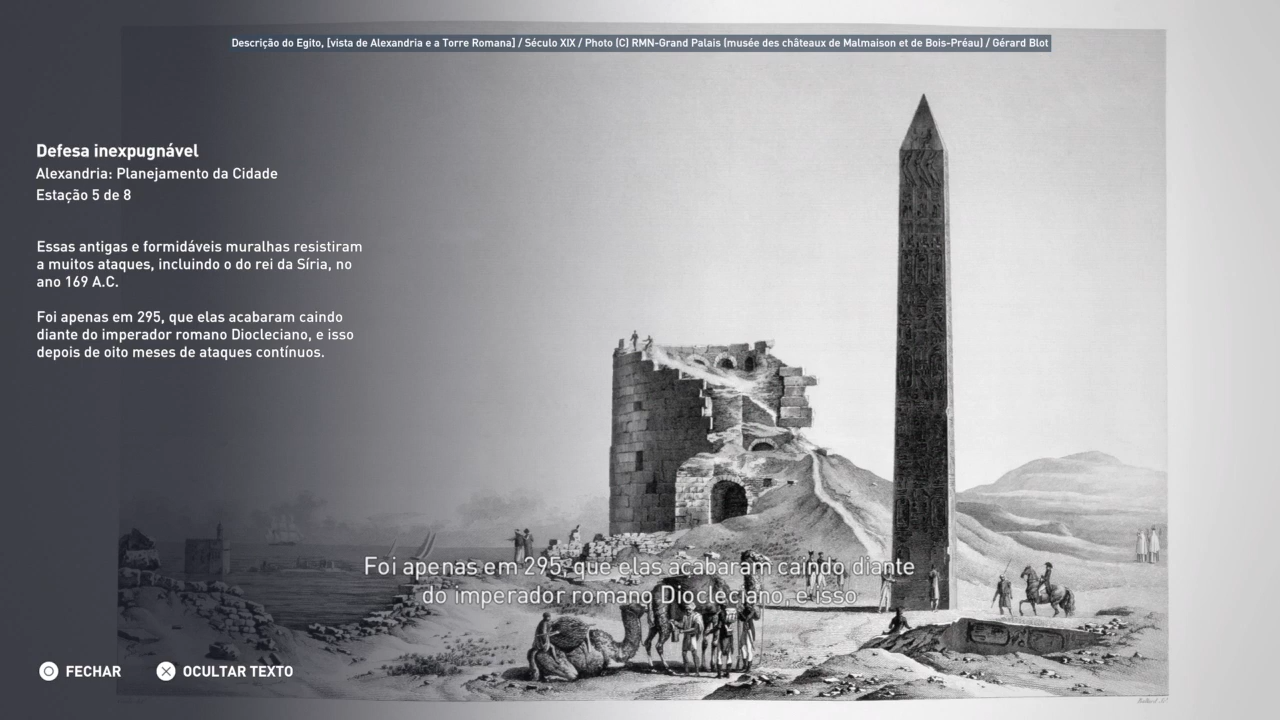 Descrição do Egito, [vista de Alexandria e a Torre Romana] / Século XIX / Photo (C) RMN-Grand Palais (musée des châteaux de Malmaison et de Bois-Préau) / Gérard Blot
Defesa inexpugnável
Alexandria: Planejamento da Cidade
Estação 5 de 8
Essas antigas e formidáveis muralhas resistiram
a muitos ataques, incluindo o do rei da Síria, no
ano 169 A.C.
Foi apenas em 295, que elas acabaram caindo
diante do imperador romano Diocleciano, e isso
depois de oito meses de ataques contínuos.
Foi apenas em 295, que elas acabaram caindo diante
do imperador romano Diocleciano, e isso
FECHAR
OCULTAR TEXTO